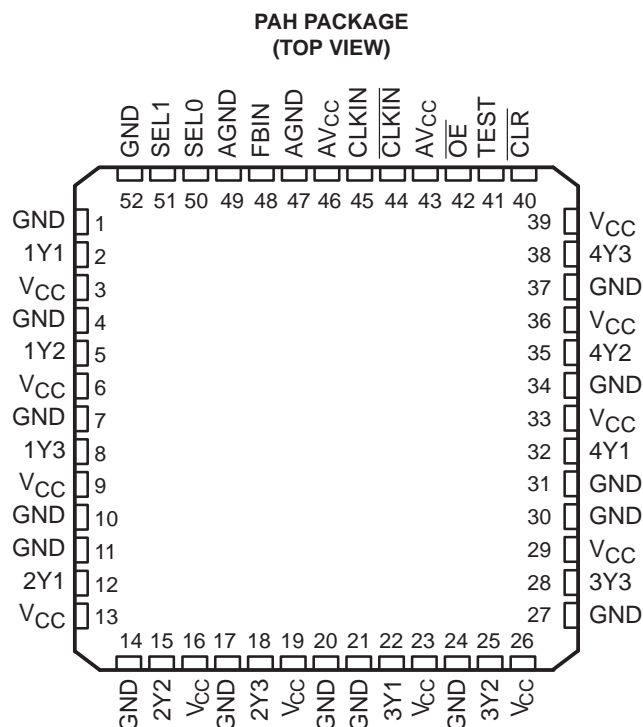 PAH PACKAGE
(TOP VIEW)
GND SEL1 SEL0 AGND FBIN AGND AVCC CLKIN CLKIN AVCC OE TEST CLR
52 51 50 49 48 47 46 45 44 43 42 41 40
GND 1 39 VCC
1Y1 2 38 4Y3
VCC 3 37 GND
GND 4 36 VCC
1Y2 5 35 4Y2
VCC 6 34 GND
GND 7 33 VCC
1Y3 8 32 4Y1
VCC 9 31 GND
GND 10 30 GND
GND 11 29 VCC
2Y1 12 28 3Y3
VCC 13 27 GND
14 15 16 17 18 19 20 21 22 23 24 25 26
GND 2Y2 VCC GND 2Y3 VCC GND GND 3Y1 VCC GND 3Y2 VCC